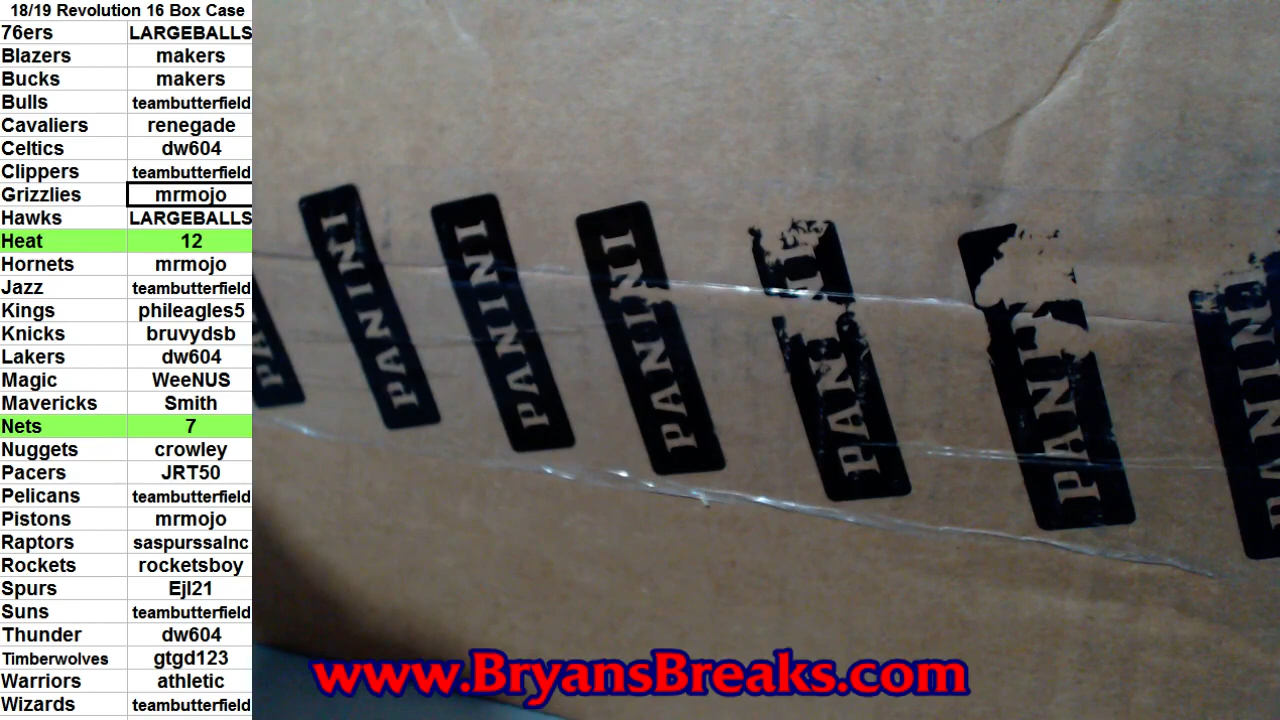 18/19 Revolution 16 Box Case
76ers LARGEBALLS
Blazers makers
Bucks makers
Bulls teambutterfield
Cavaliers renegade
Celtics dw604
Clippers teambutterfield
Grizzlies mrmojo
Hawks LARGEBALLS
Heat 12
Hornets mrmojo
Jazz teambutterfield
Kings phileagles5
Knicks bruvydsb
Lakers dw604
Magic WeeNUS
Mavericks Smith
Nets 7
Nuggets crowley
Pacers JRT50
Pelicans teambutterfield
Pistons mrmojo
Raptors saspurssalnc
Rockets rocketsboy
Spurs Ejl21
Suns teambutterfield
Thunder dw604
Timberwolves gtgd123
Warriors athletic
Wizards teambutterfield
PA
PANINI
PANINI
PANINI
PANINI
PANI
PANINI
www.BryansBreaks.com